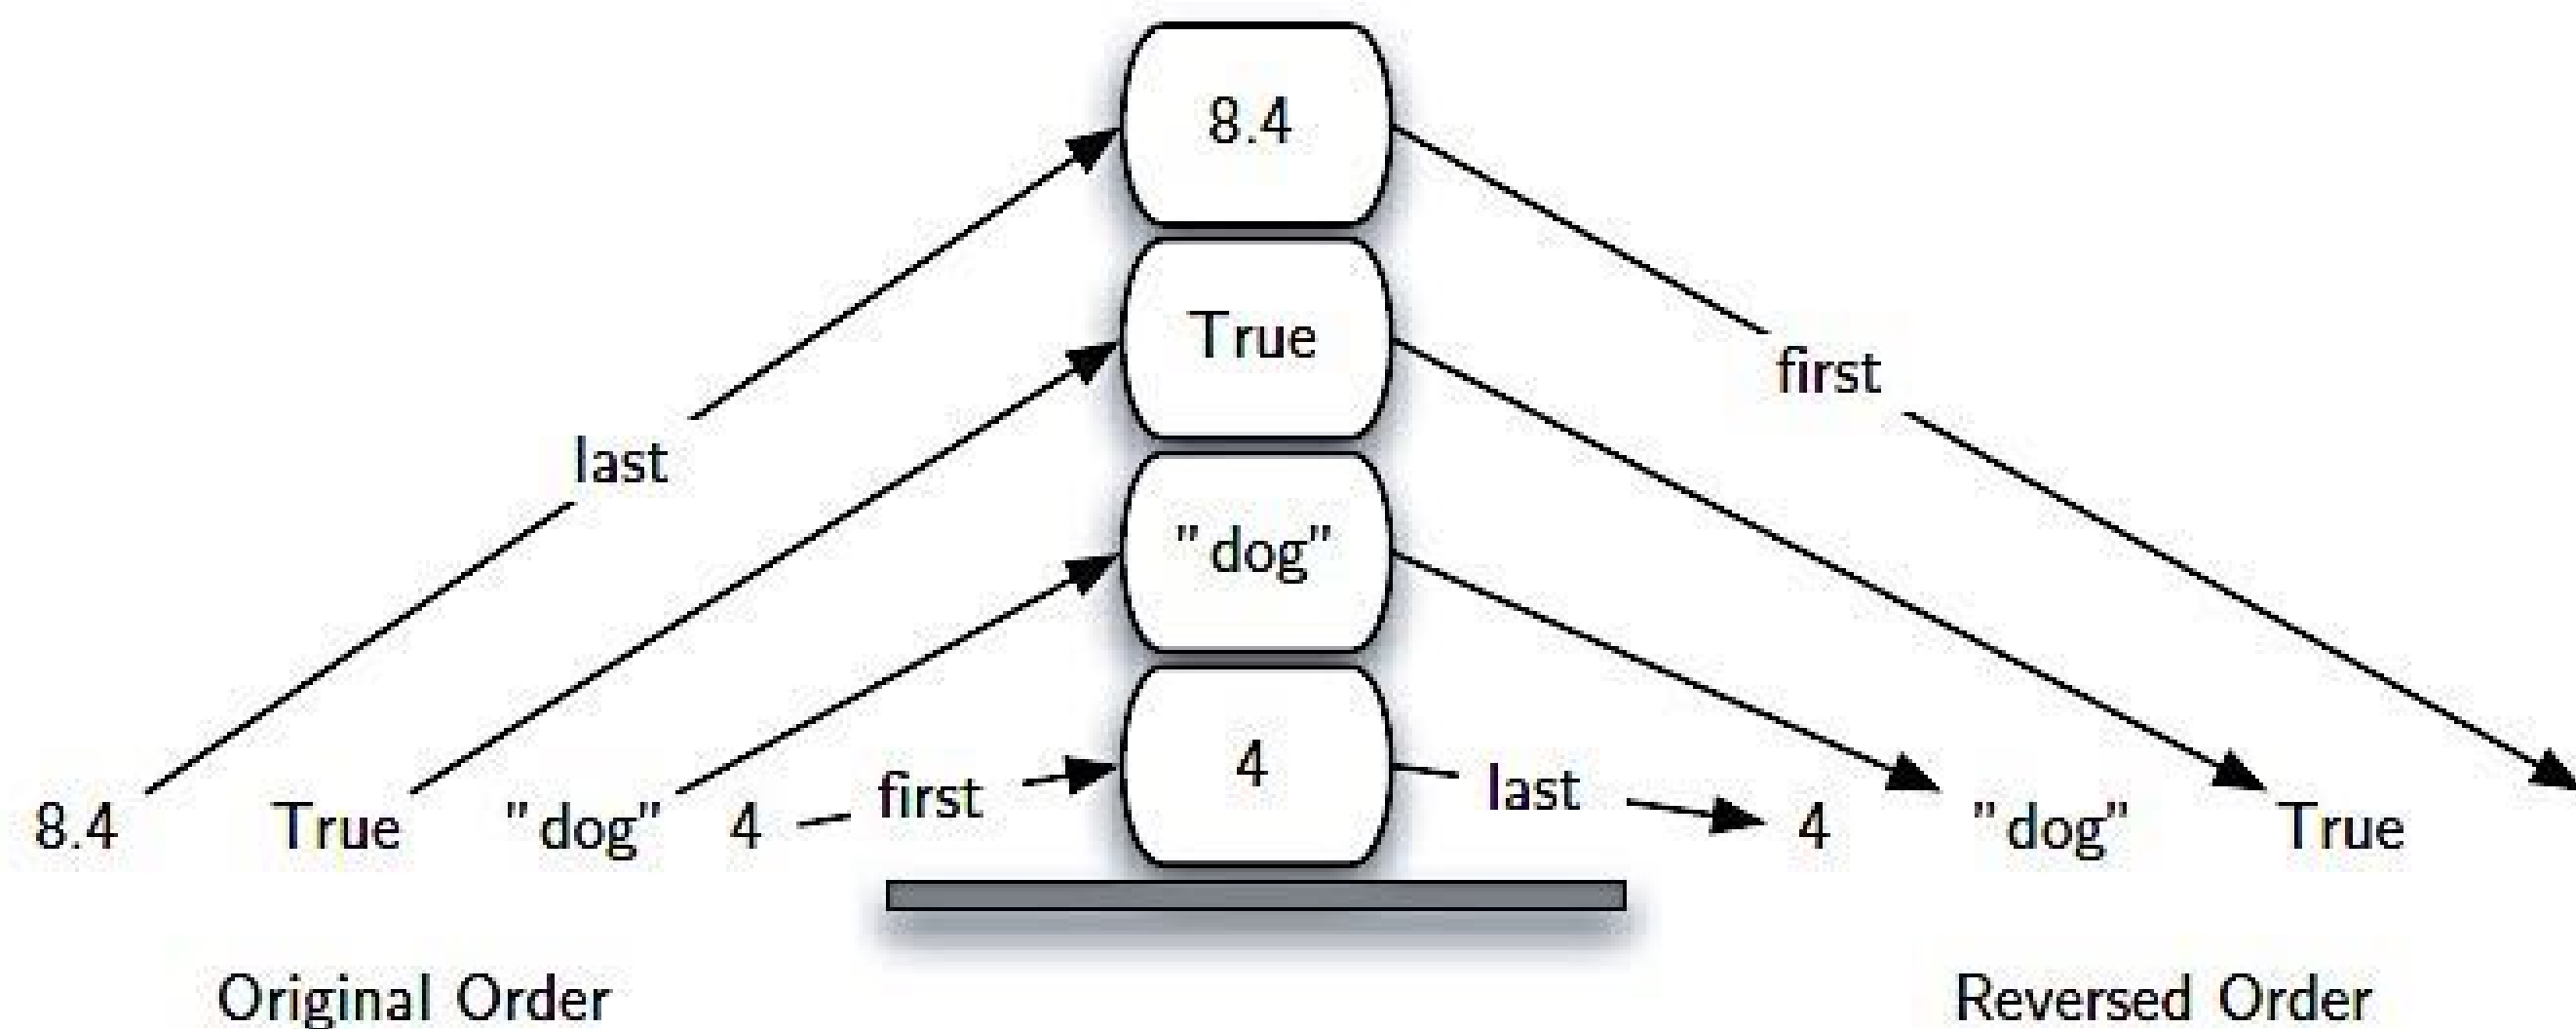 8.4
True
last
first
"dog"
8.4 True "dog" 4 first 4 last 4 "dog" True
Original Order Reversed Order